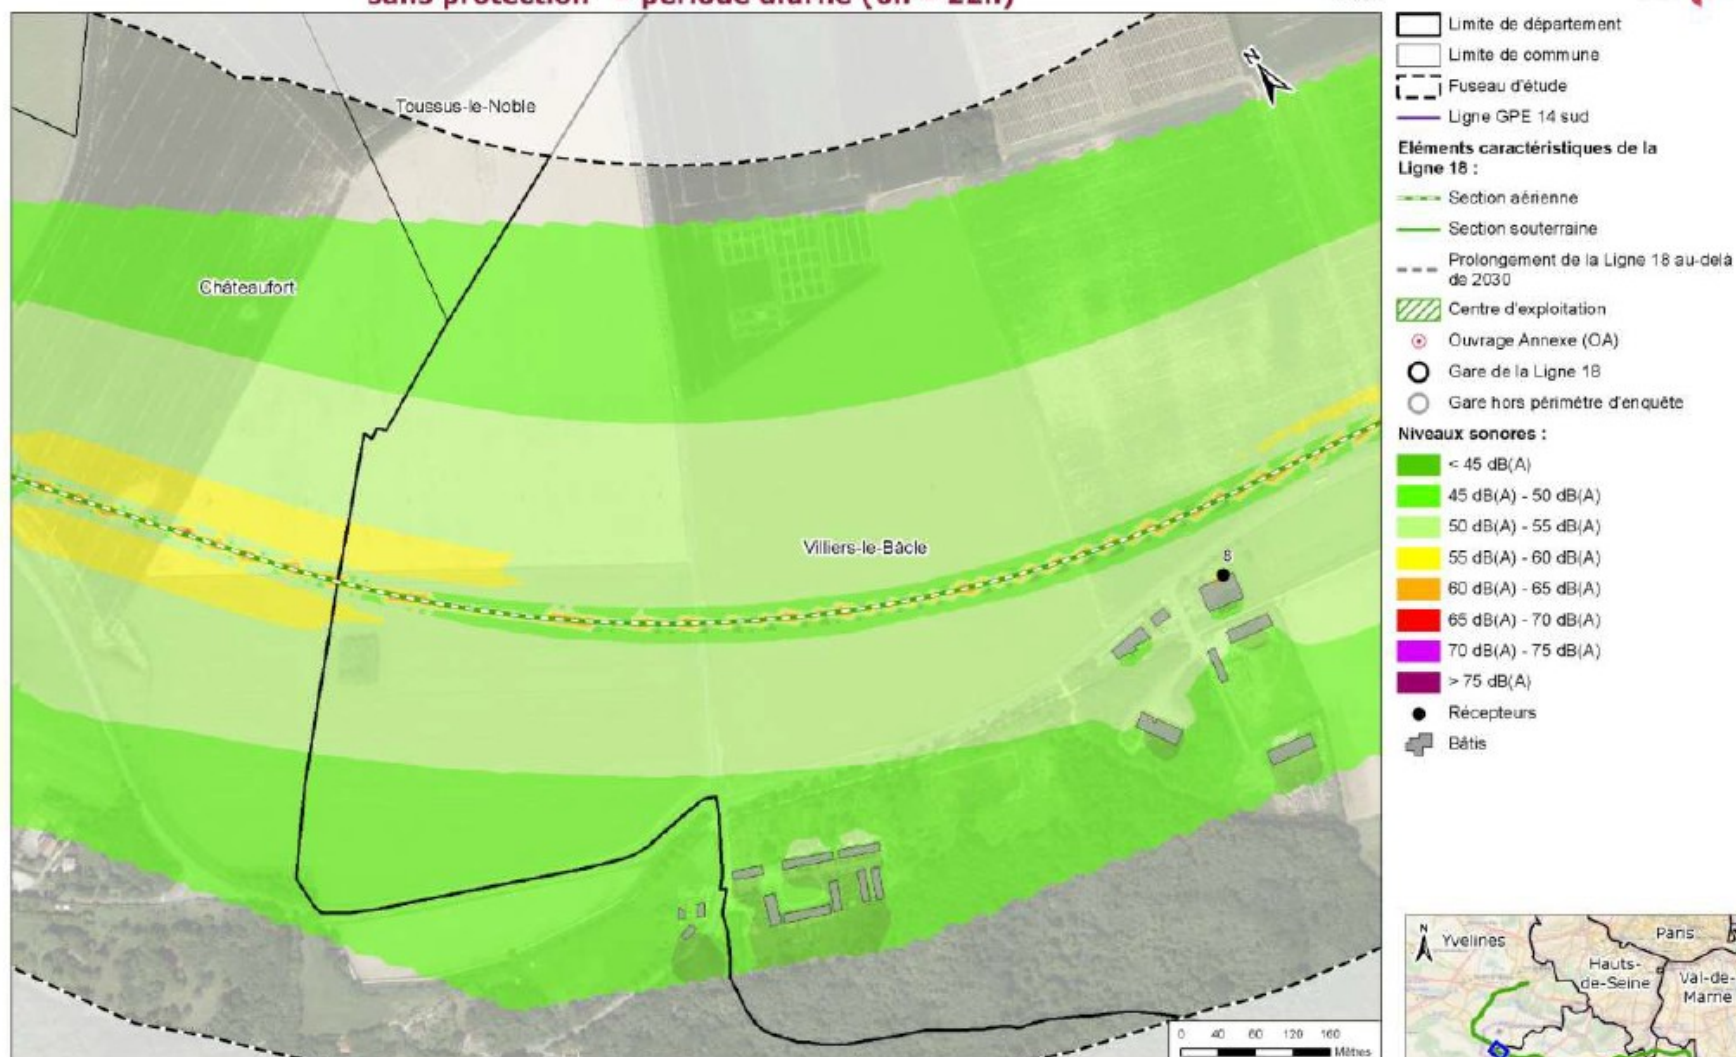 sans protection - période diurne (6h - 22h)
Toussus-le-Noble
N
Châteaufort
Villiers-le-Bâcle
8
0 40 80 120 160
Mètres
Limite de département
Limite de commune
Fuseau d'étude
Ligne GPE 14 sud
Eléments caractéristiques de la
Ligne 18 :
Section aérienne
Section souterraine
Prolongement de la Ligne 18 au-delà
de 2030
Centre d'exploitation
Ouvrage Annexe (OA)
Gare de la Ligne 18
Gare hors périmètre d'enquête
Niveaux sonores :
< 45 dB(A)
45 dB(A) - 50 dB(A)
50 dB(A) - 55 dB(A)
55 dB(A) - 60 dB(A)
60 dB(A) - 65 dB(A)
65 dB(A) - 70 dB(A)
70 dB(A) - 75 dB(A)
> 75 dB(A)
Récepteurs
Bâtis
N
Yvelines
Paris
Hauts-
de-Seine
Val-de-
Marne